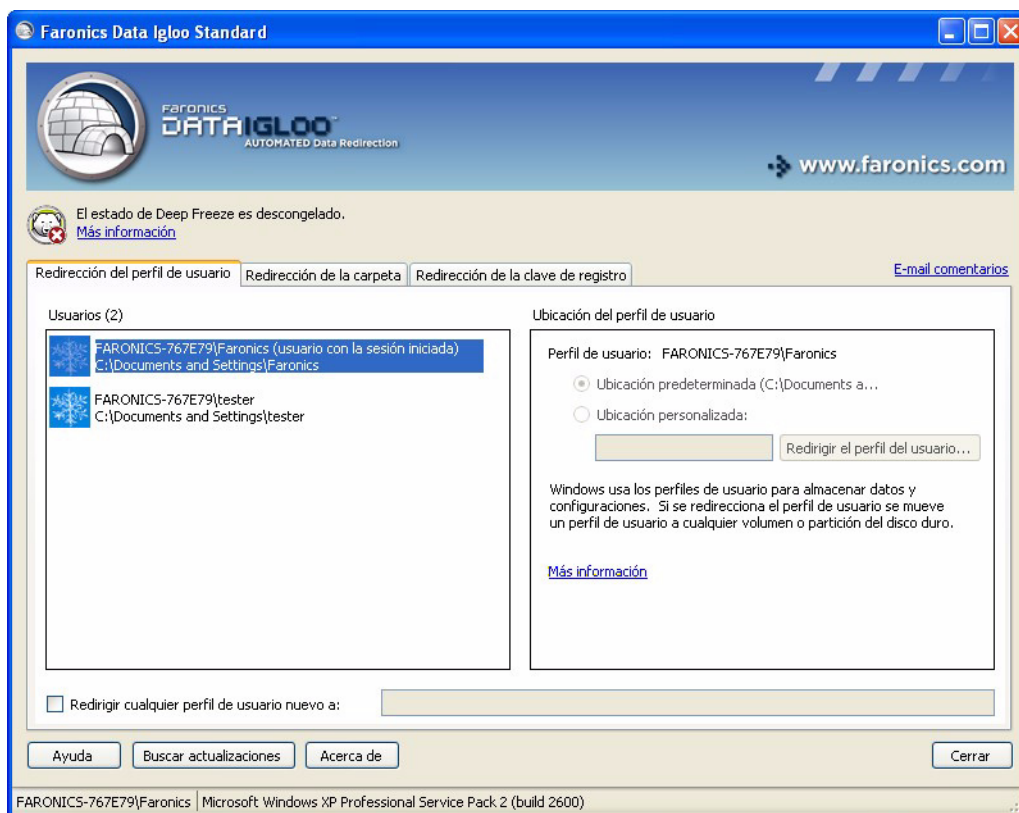 Faronics Data Igloo Standard
Faronics
DATAIGLOO™
AUTOMATED Data Redirection
www.faronics.com
El estado de Deep Freeze es descongelado.
Más información
Redirección del perfil de usuario
Redirección de la carpeta
Redirección de la clave de registro
E-mail comentarios
Usuarios (2)
FARONICS-767E79\Faronics (usuario con la sesión iniciada)
C:\Documents and Settings\Faronics
FARONICS-767E79\tester
C:\Documents and Settings\tester
Ubicación del perfil de usuario
Perfil de usuario: FARONICS-767E79\Faronics
Ubicación predeterminada (C:\Documents a...
Ubicación personalizada:
Redirigir el perfil del usuario...
Windows usa los perfiles de usuario para almacenar datos y
configuraciones. Si se redirecciona el perfil de usuario se mueve
un perfil de usuario a cualquier volumen o partición del disco duro.
Más información
Redirigir cualquier perfil de usuario nuevo a:
Ayuda
Buscar actualizaciones
Acerca de
Cerrar
FARONICS-767E79\Faronics
Microsoft Windows XP Professional Service Pack 2 (build 2600)